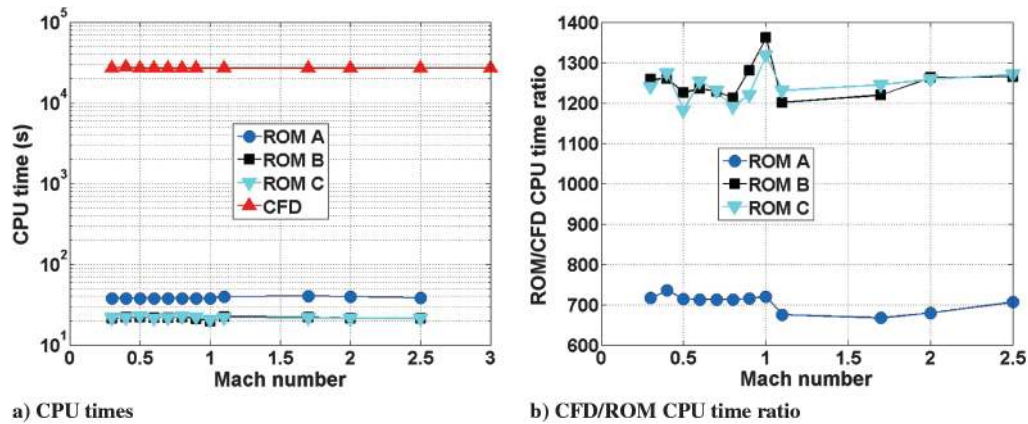 10^5
10^4
10^3
10^2
10^1
CPU time (s)
ROM A
ROM B
ROM C
CFD
0 0.5 1 1.5 2 2.5 3
Mach number
a) CPU times
1400
1300
1200
1100
1000
900
800
700
600
ROM/CFD CPU time ratio
ROM A
ROM B
ROM C
0 0.5 1 1.5 2 2.5
Mach number
b) CFD/ROM CPU time ratio